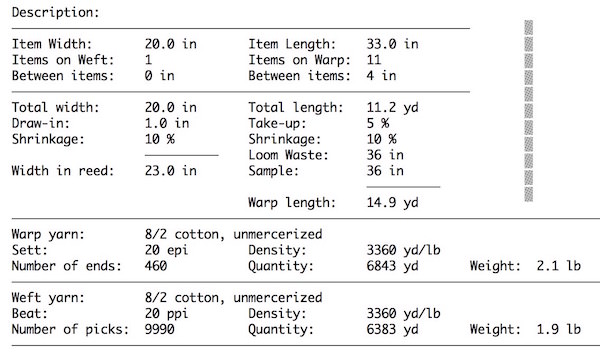 Description:
Item Width: 20.0 in Item Length: 33.0 in
Items on Weft: 1 Items on Warp: 11
Between items: 0 in Between items: 4 in
Total width: 20.0 in Total length: 11.2 yd
Draw-in: 1.0 in Take-up: 5 %
Shrinkage: 10 % Shrinkage: 10 %
Loom Waste: 36 in
Width in reed: 23.0 in Sample: 36 in
Warp length: 14.9 yd
Warp yarn: 8/2 cotton, unmercerized
Sett: 20 epi Density: 3360 yd/lb
Number of ends: 460 Quantity: 6843 yd Weight: 2.1 lb
Weft yarn: 8/2 cotton, unmercerized
Beat: 20 ppi Density: 3360 yd/lb
Number of picks: 9990 Quantity: 6383 yd Weight: 1.9 lb